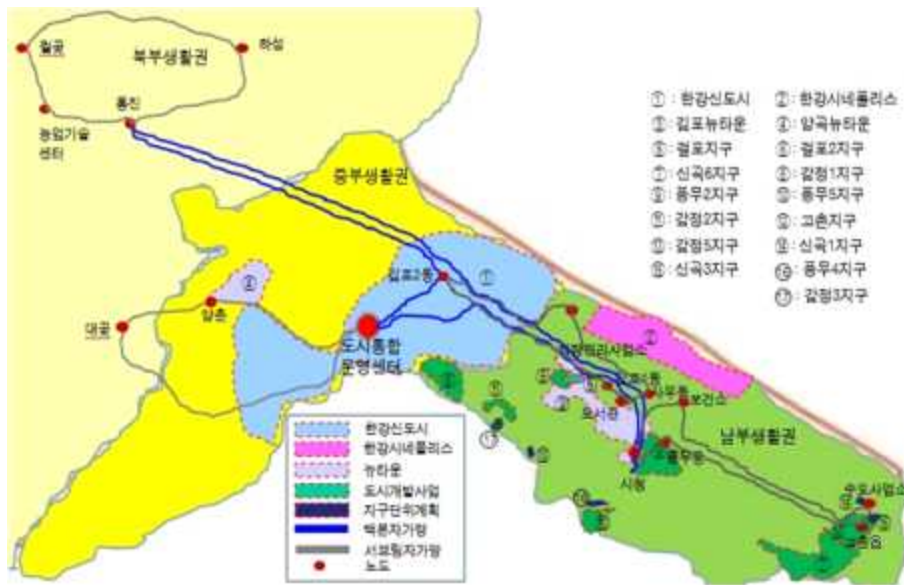 월곶
하성
북부생활권
통진
농업기술
센터
① : 한강신도시
② : 한강시네폴리스
③ : 김포뉴타운
④ : 양곡뉴타운
⑤ : 걸포지구
⑥ : 걸포2지구
⑦ : 신곡6지구
⑧ : 감정1지구
⑨ : 풍무2지구
⑩ : 풍무5지구
⑪ : 감정2지구
⑫ : 고촌지구
⑬ : 감정5지구
⑭ : 신곡1지구
⑮ : 신곡3지구
⑯ : 풍무4지구
⑰ : 감정3지구
중부생활권
김포2동
①
④
양촌
대곶
도시통합
운영센터
②
도서관
보건소
남부생활권
풍무동
시청
⑰
한강신도시
한강시네폴리스
뉴타운
도시개발사업
지구단위계획
백본자가망
서브링자가망
노드
고촌읍